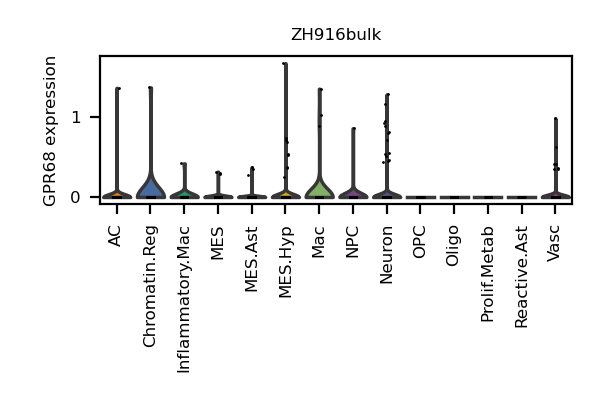 ZH916bulk
GPR68 expression
1
0
AC
Chromatin.Reg
Inflammatory.Mac
MES
MES.Ast
MES.Hyp
Mac
NPC
Neuron
OPC
Oligo
Prolif.Metab
Reactive.Ast
Vasc